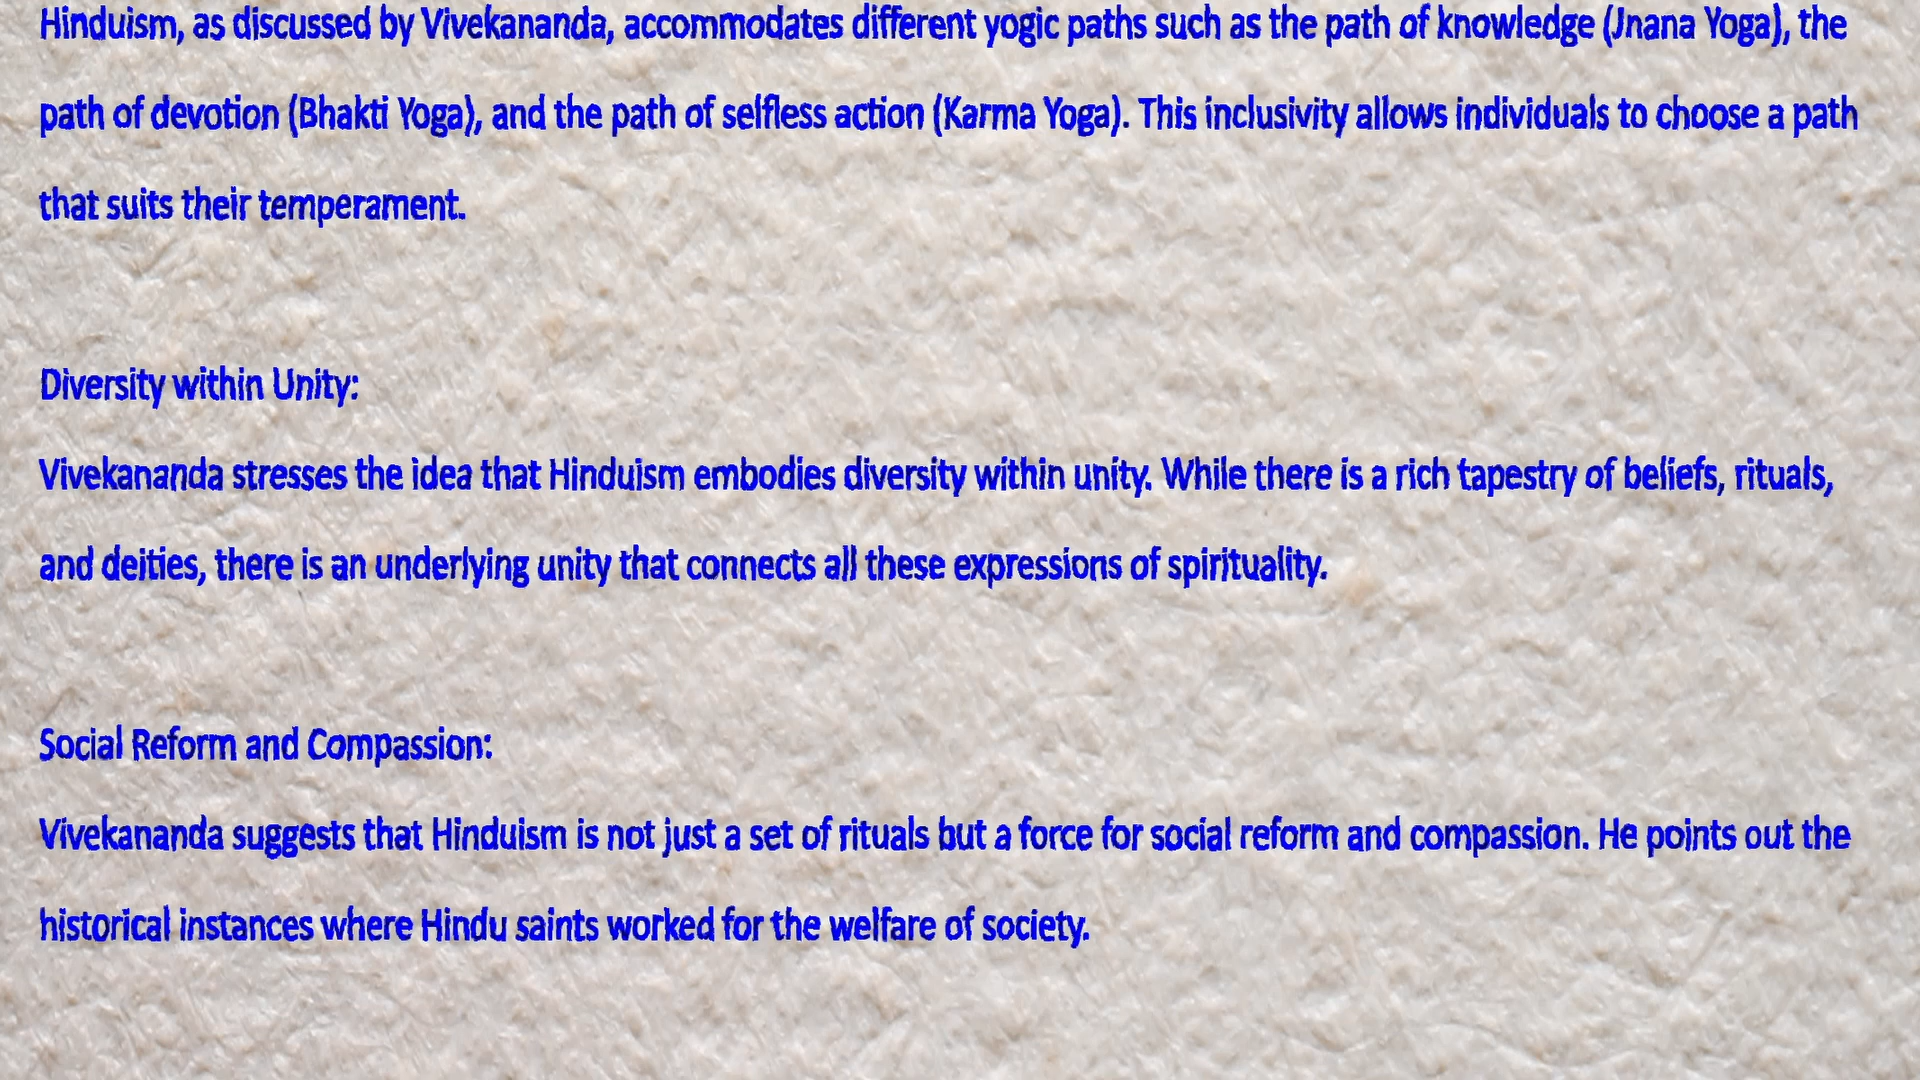 Hinduism, as discussed by Vivekananda, accommodates different yogic paths such as the path of knowledge (Jnana Yoga), the
path of devotion (Bhakti Yoga), and the path of selfless action (Karma Yoga). This inclusivity allows individuals to choose a path
that suits their temperament.
Diversity within Unity:
Vivekananda stresses the idea that Hinduism embodies diversity within unity. While there is a rich tapestry of beliefs, rituals,
and deities, there is an underlying unity that connects all these expressions of spirituality.
Social Reform and Compassion:
Vivekananda suggests that Hinduism is not just a set of rituals but a force for social reform and compassion. He points out the
historical instances where Hindu saints worked for the welfare of society.